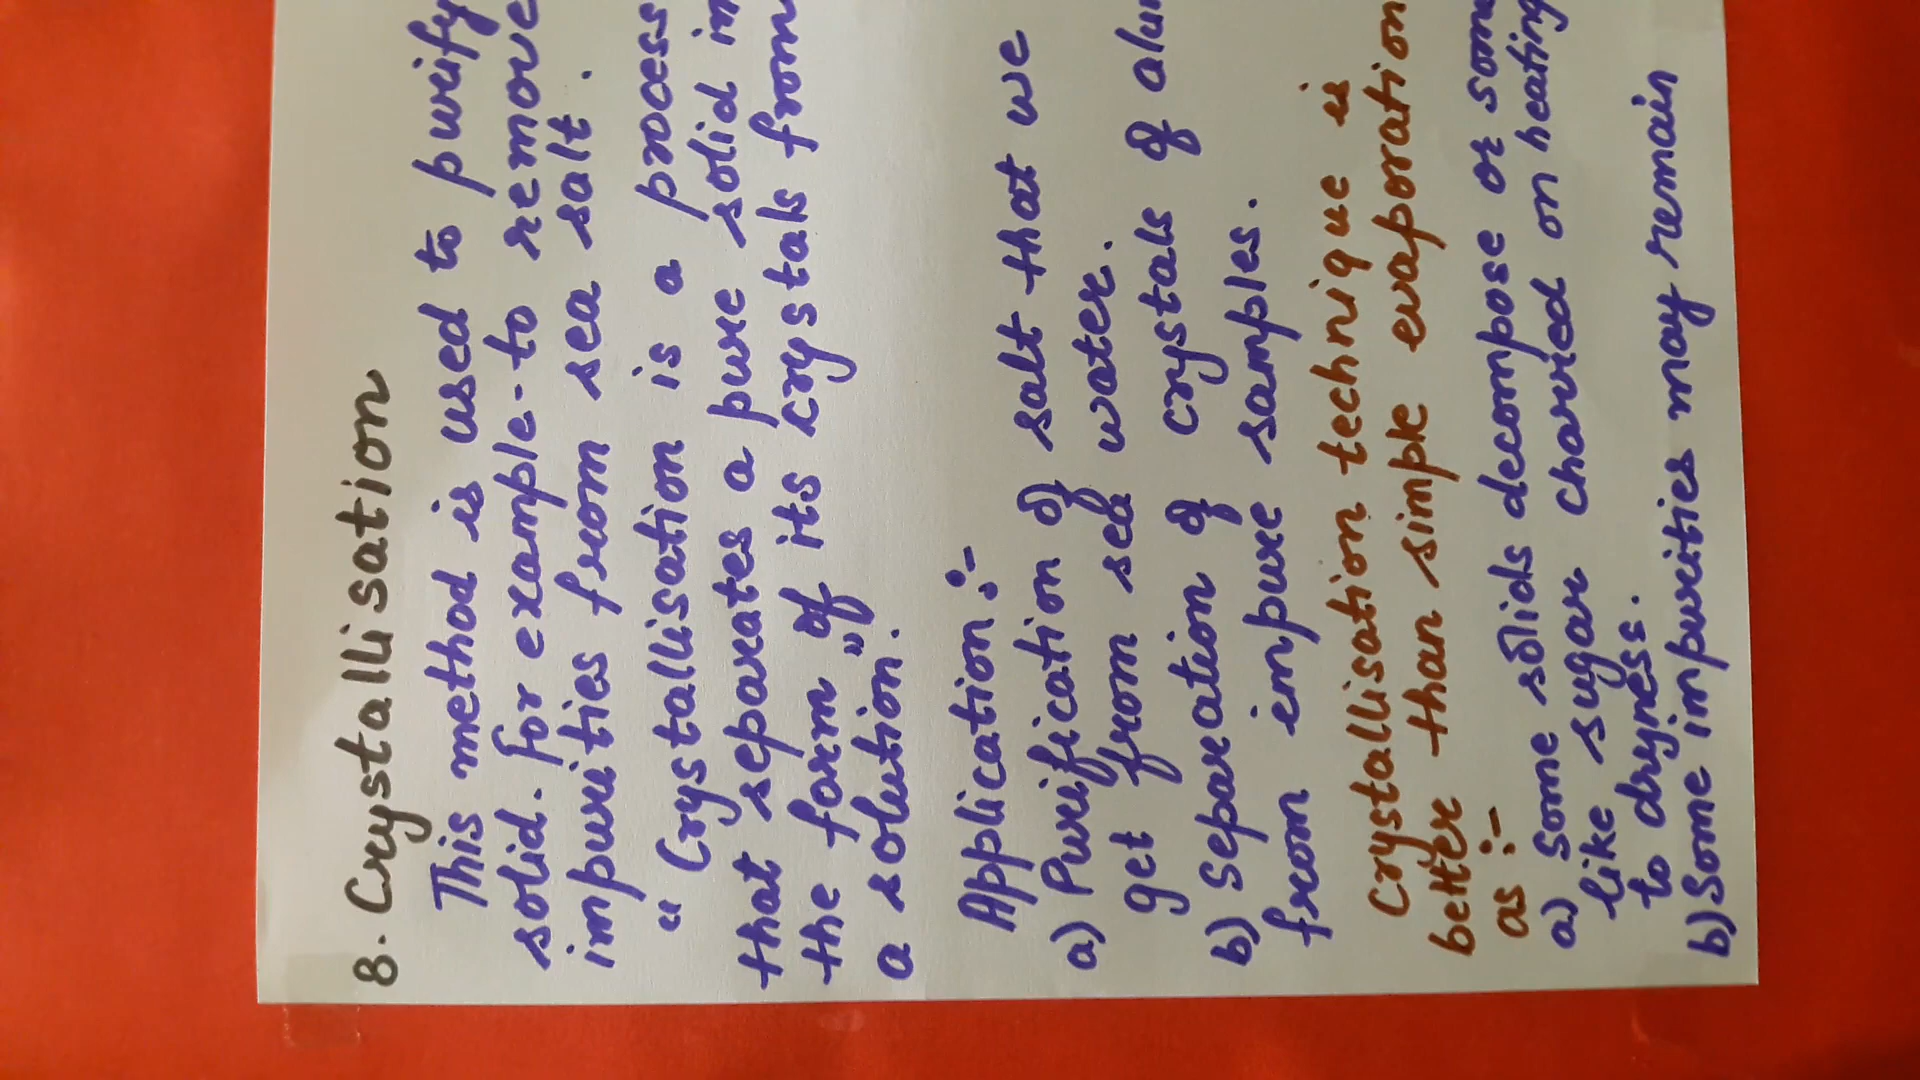 8. Crystallisation
This method is used to purify
solid. For example- to remove
impurities from sea salt.
" Crystallisation is a process
that separates a pure solid in
the form "of its crystals from
a solution.
Application :-
a) Purification of salt that we
get from sea water.
b) Separation of crystals of alu
from impure samples.
Crystallisation technique is
better than simple evaporation
as :-
a) Some solids decompose or some
like sugar charried on heating
to dryness.
b) Some impurities may remain